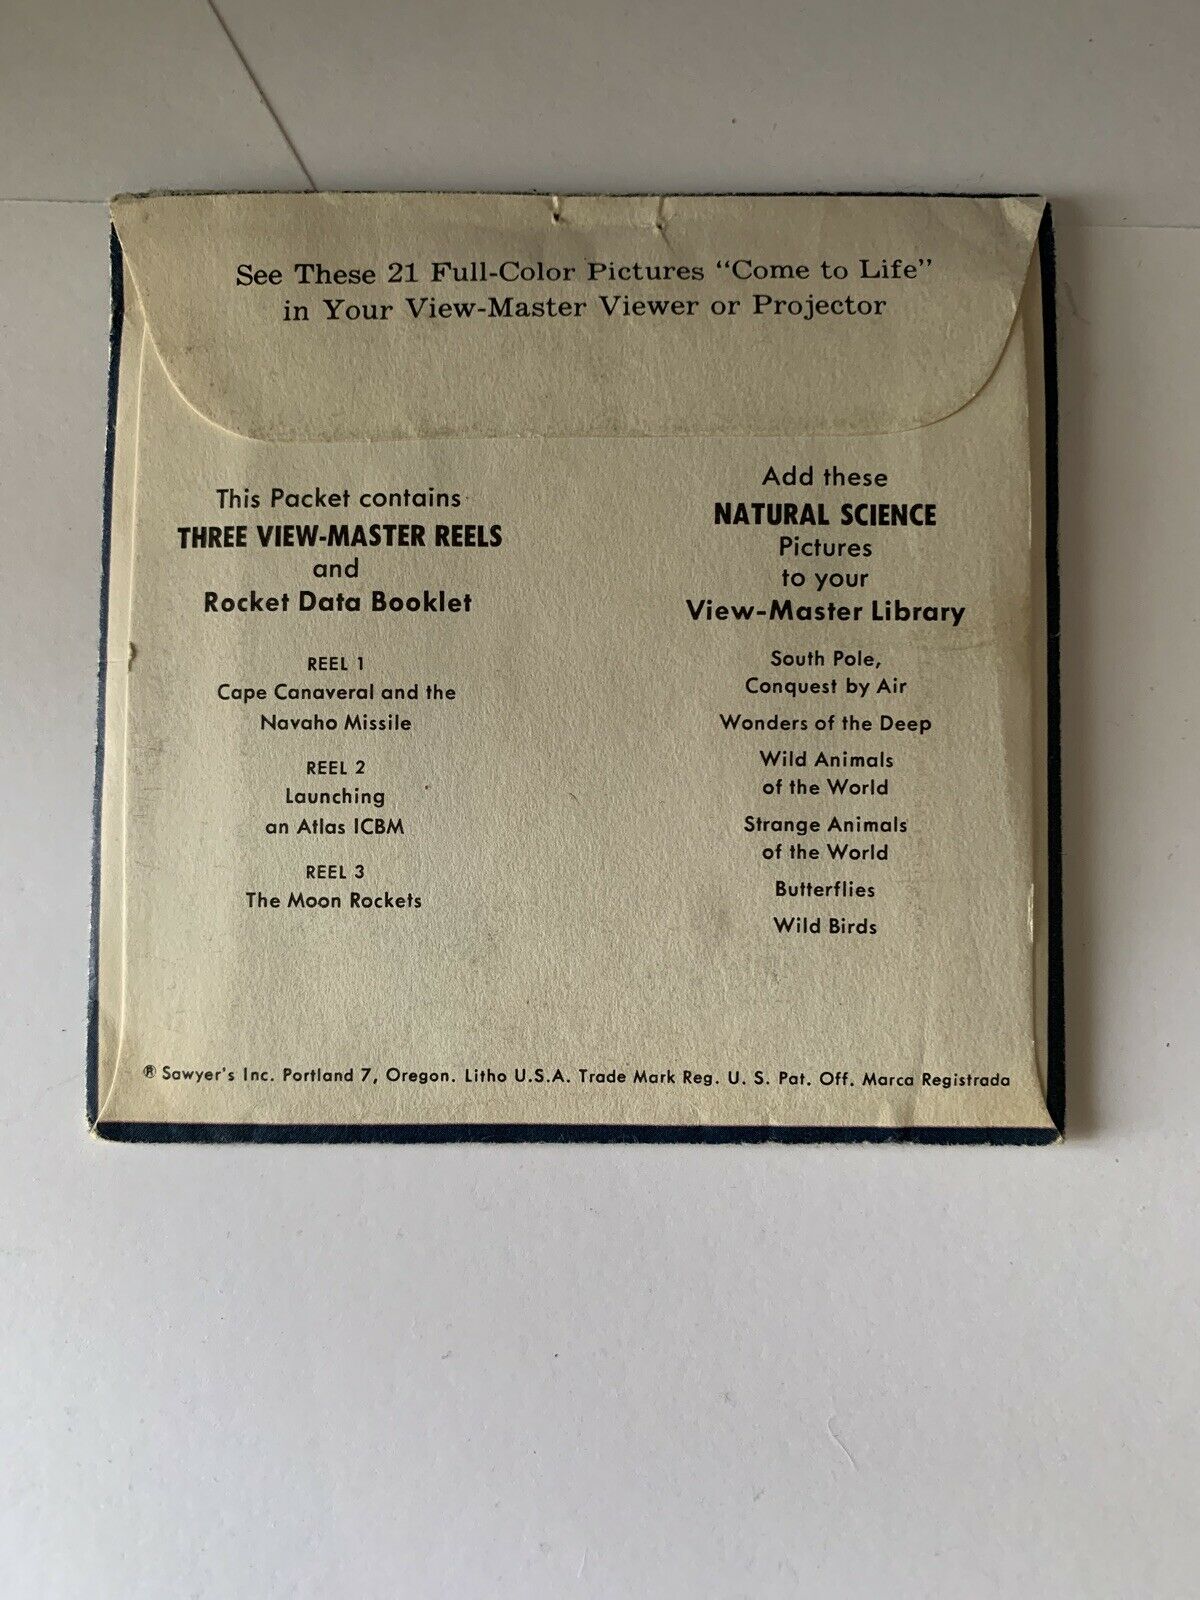 See These 21 Full-Color Pictures “Come to Life”
in Your View-Master Viewer or Projector
This Packet contains
THREE VIEW-MASTER REELS
and
Rocket Data Booklet
REEL 1
Cape Canaveral and the
Navaho Missile
REEL 2
Launching
an Atlas ICBM
REEL 3
The Moon Rockets
Add these
NATURAL SCIENCE
Pictures
to your
View-Master Library
South Pole,
Conquest by Air
Wonders of the Deep
Wild Animals
of the World
Strange Animals
of the World
Butterflies
Wild Birds
® Sawyer's Inc. Portland 7, Oregon. Litho U.S.A. Trade Mark Reg. U. S. Pat. Off. Marca Registrada